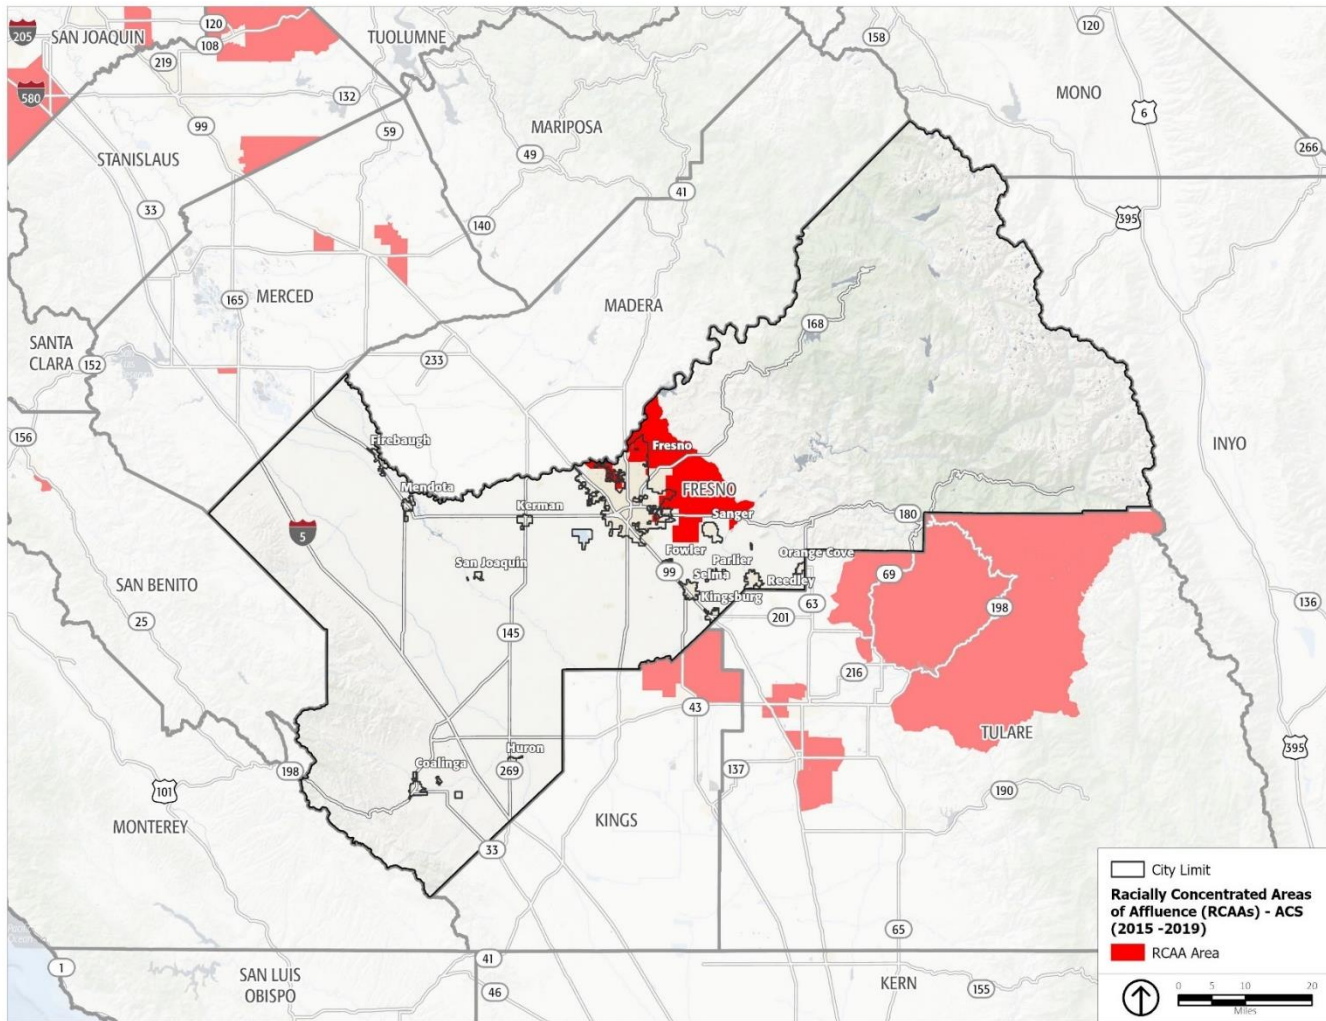 205
SAN JOAQUIN
120
108
TUOLUMNE
158
120
219
580
132
MONO
6
99
59
MARIPOSA
STANISLAUS
49
266
41
33
395
140
165
MERCED
MADERA
168
SANTA
CLARA
152
233
156
Firebaugh
Fresno
INYO
Mendota
FRESNO
Kerman
Sanger
180
5
Fowler
Orange Cove
San Joaquin
99
Parlier
69
Selma
Reedley
SAN BENITO
Kingsburg
63
198
136
25
201
145
216
43
TULARE
Huron
Coalinga
198
269
137
395
101
190
MONTEREY
KINGS
33
City Limit
Racially Concentrated Areas
of Affluence (RCAAs) - ACS
(2015 -2019)
RCAA Area
65
41
1
SAN LUIS
OBISPO
46
KERN
155
0 5 10 20
Miles